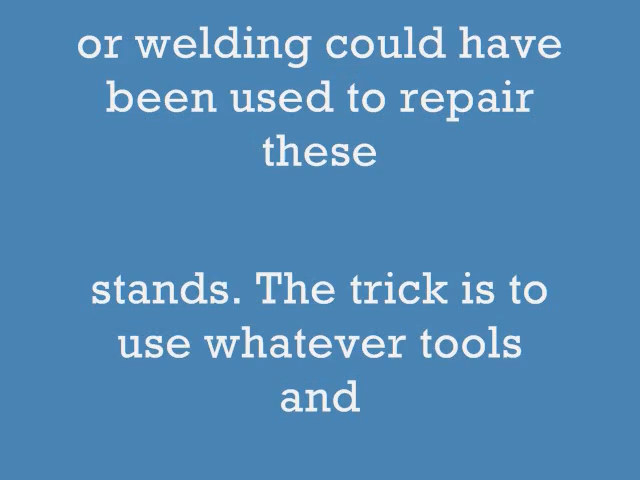 or welding could have
been used to repair
these
stands. The trick is to
use whatever tools
and